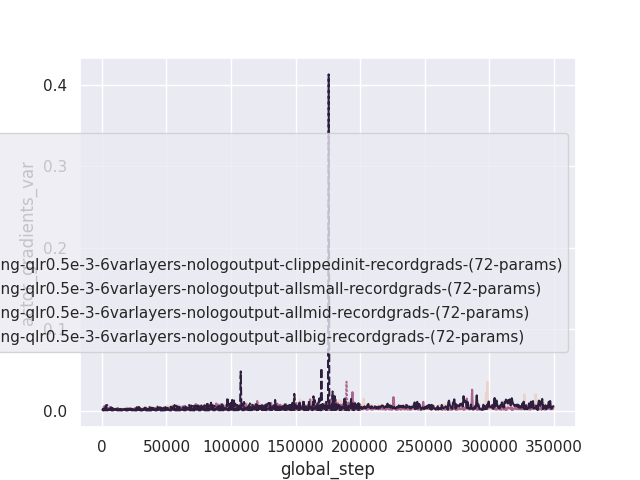 0.4
0.3
0.2
0.1
0.0
ng-qlr0.5e-3-6varlayers-nologoutput-clippedinit-recordgrads-(72-params)
ng-qlr0.5e-3-6varlayers-nologoutput-allsmall-recordgrads-(72-params)
ng-qlr0.5e-3-6varlayers-nologoutput-allmid-recordgrads-(72-params)
ng-qlr0.5e-3-6varlayers-nologoutput-allbig-recordgrads-(72-params)
0 50000 100000 150000 200000 250000 300000 350000
global_step